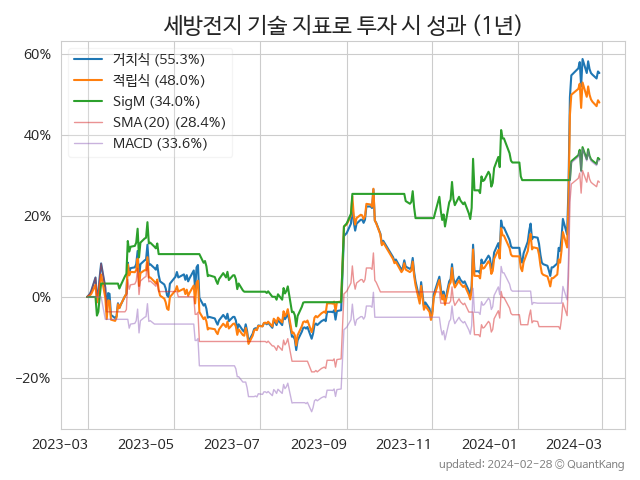 세방전지 기술 지표로 투자 시 성과 (1년)
60%
40%
20%
0%
−20%
거치식 (55.3%)
적립식 (48.0%)
SigM (34.0%)
SMA(20) (28.4%)
MACD (33.6%)
2023−03 2023−05 2023−07 2023−09 2023−11 2024−01 2024−03
updated: 2024−02−28 ⓒ QuantKang